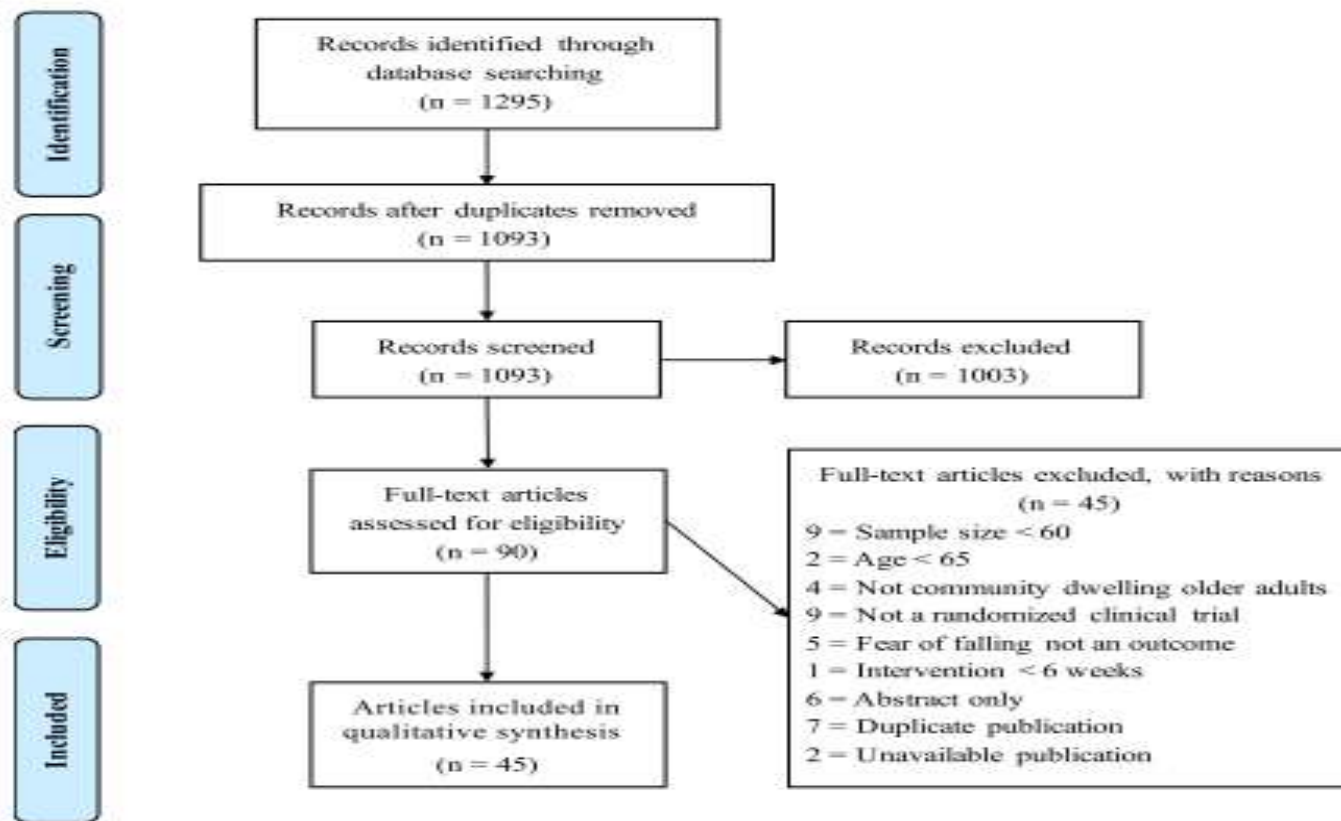 Identification
Records identified through
database searching
(n = 1295)
Records after duplicates removed
(n = 1093)
Screening
Records screened
(n = 1093)
Records excluded
(n = 1003)
Eligibility
Full-text articles
assessed for eligibility
(n = 90)
Full-text articles excluded, with reasons
(n = 45)
9 = Sample size < 60
2 = Age < 65
4 = Not community dwelling older adults
9 = Not a randomized clinical trial
5 = Fear of falling not an outcome
1 = Intervention < 6 weeks
6 = Abstract only
7 = Duplicate publication
2 = Unavailable publication
Included
Articles included in
qualitative synthesis
(n = 45)